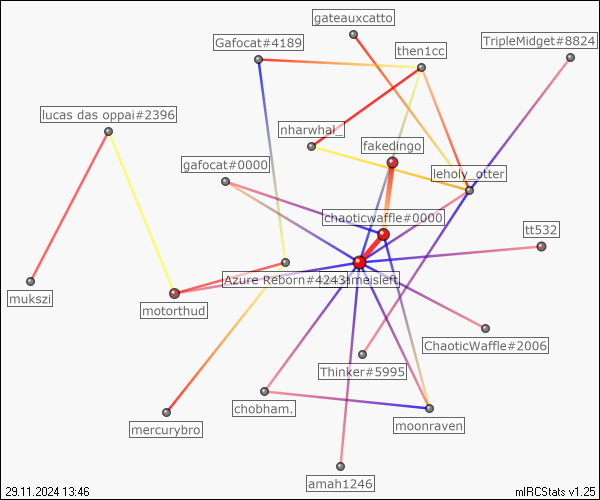 gateauxcatto
Gafocat#4189
then1cc
TripleMidget#8824
lucas das oppai#2396
nharwhal_
fakedingo
gafocat#0000
leholy_otter
chaoticwaffle#0000
tt532
Azure Reborn#4243
mukszi
motorthud
ChaoticWaffle#2006
Thinker#5995
chobham.
mercurybro
moonraven
amah1246
29.11.2024 13:46
mIRCStats v1.25